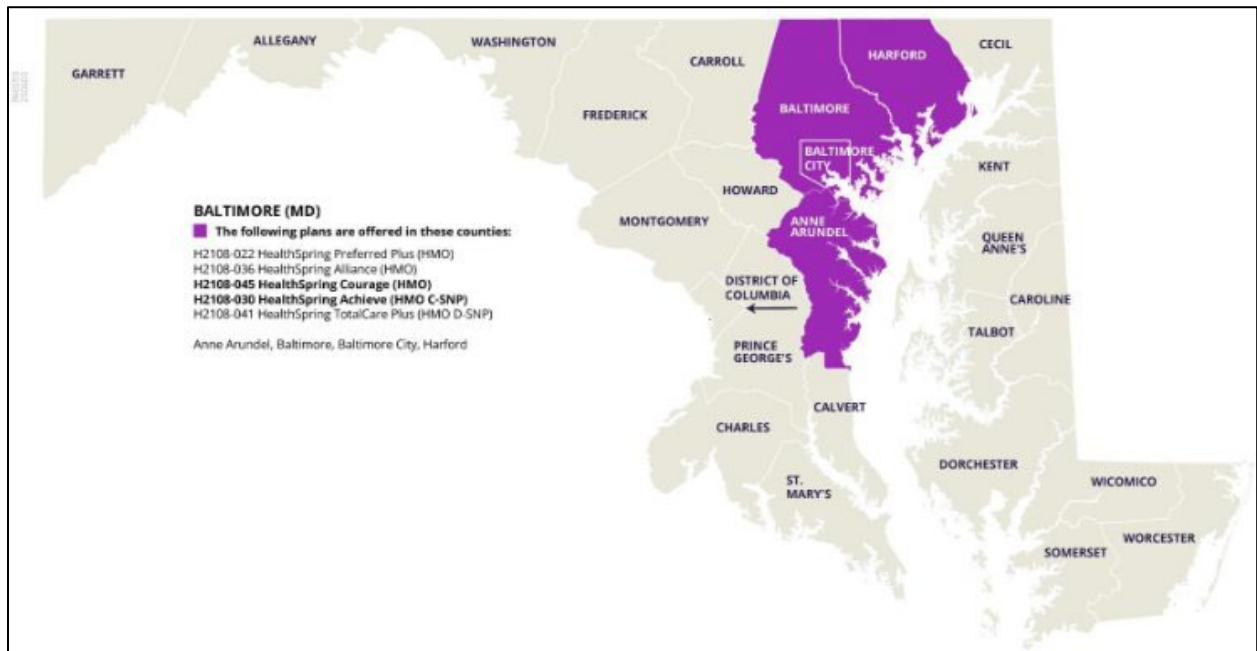 ALLEGANY
WASHINGTON
CECIL
GARRETT
CARROLL
HARFORD
FREDERICK
BALTIMORE
BALTIMORE
CITY
KENT
HOWARD
MONTGOMERY
ANNE
ARUNDEL
QUEEN
ANNE'S
DISTRICT OF
COLUMBIA
CAROLINE
TALBOT
PRINCE
GEORGE'S
CALVERT
CHARLES
DORCHESTER
ST.
MARY'S
WICOMICO
WORCESTER
SOMERSET
BALTIMORE (MD)
The following plans are offered in these counties:
H2108-022 HealthSpring Preferred Plus (HMO)
H2108-036 HealthSpring Alliance (HMO)
H2108-045 HealthSpring Courage (HMO)
H2108-030 HealthSpring Achieve (HMO C-SNP)
H2108-041 HealthSpring TotalCare Plus (HMO D-SNP)
Anne Arundel, Baltimore, Baltimore City, Harford